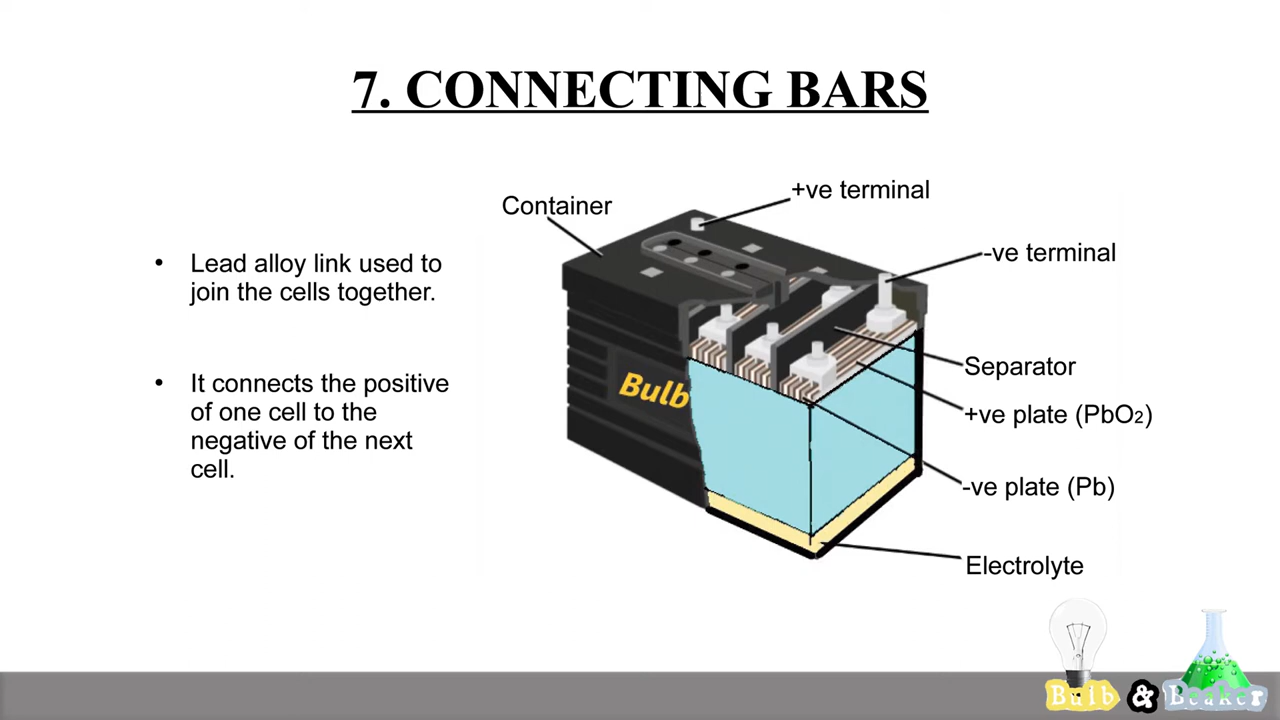 7. CONNECTING BARS
Container
+ve terminal
-ve terminal
• Lead alloy link used to
join the cells together.
• It connects the positive
of one cell to the
negative of the next
cell.
Bulb
Separator
+ve plate (PbO₂)
-ve plate (Pb)
Electrolyte
Bulb & Beaker